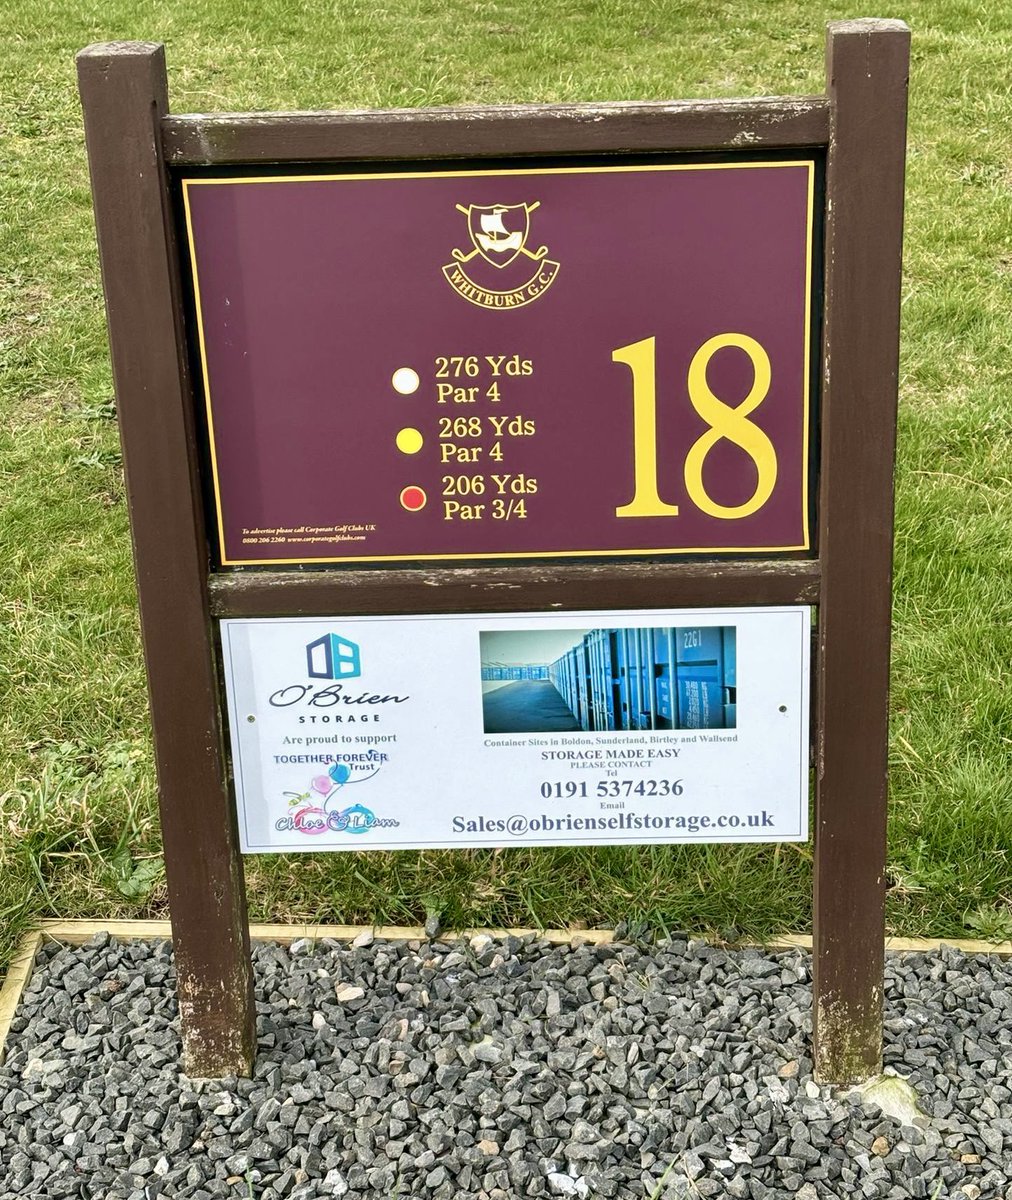 WHITBURN G.C.
276 Yds
Par 4
268 Yds
Par 4
206 Yds
Par 3/4
18
To advertise please call Corporate Golf Clubs UK
0800 206 2260 www.corporategolfclubs.com
OB
O'Brien
STORAGE
Are proud to support
TOGETHER FOREVER
Trust
Chloe & Liam
22G1
Container Sites in Boldon, Sunderland, Birtley and Wallsend
STORAGE MADE EASY
PLEASE CONTACT
Tel
0191 5374236
Email
Sales@obrienselfstorage.co.uk